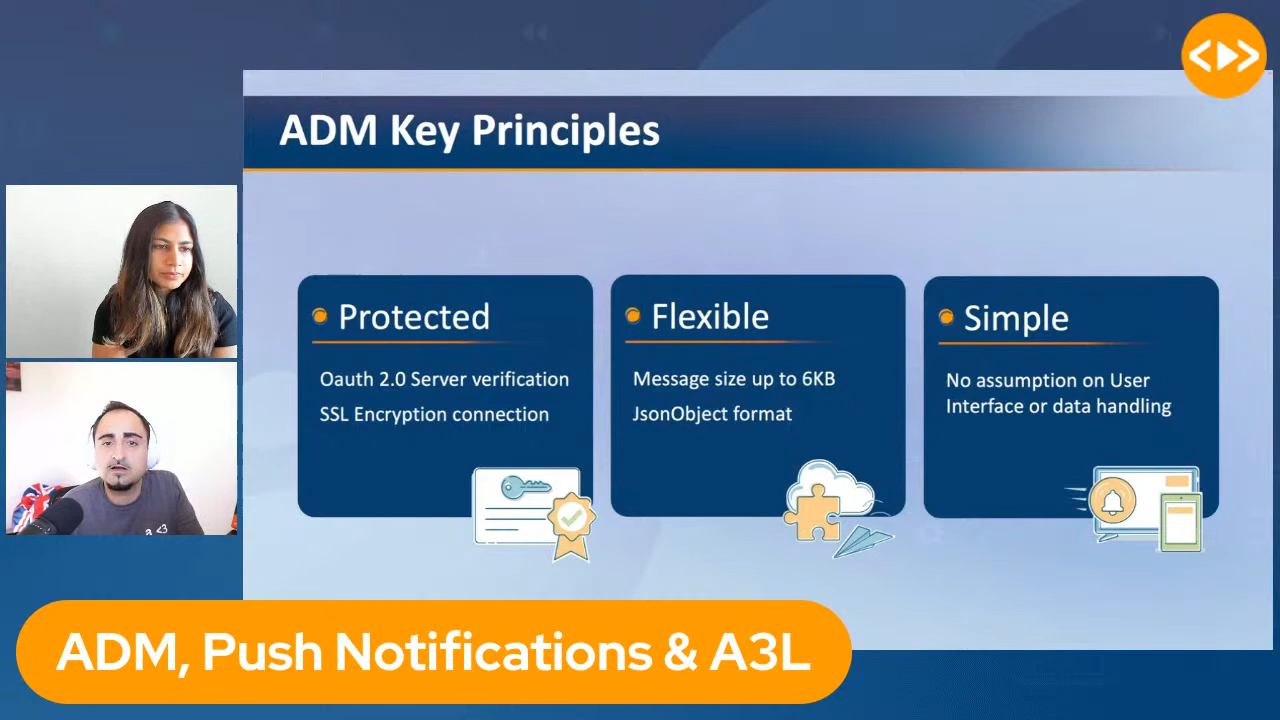 ADM Key Principles
Protected
Oauth 2.0 Server verification
SSL Encryption connection
Flexible
Message size up to 6KB
JsonObject format
Simple
No assumption on User
Interface or data handling
a <3
ADM, Push Notifications & A3L